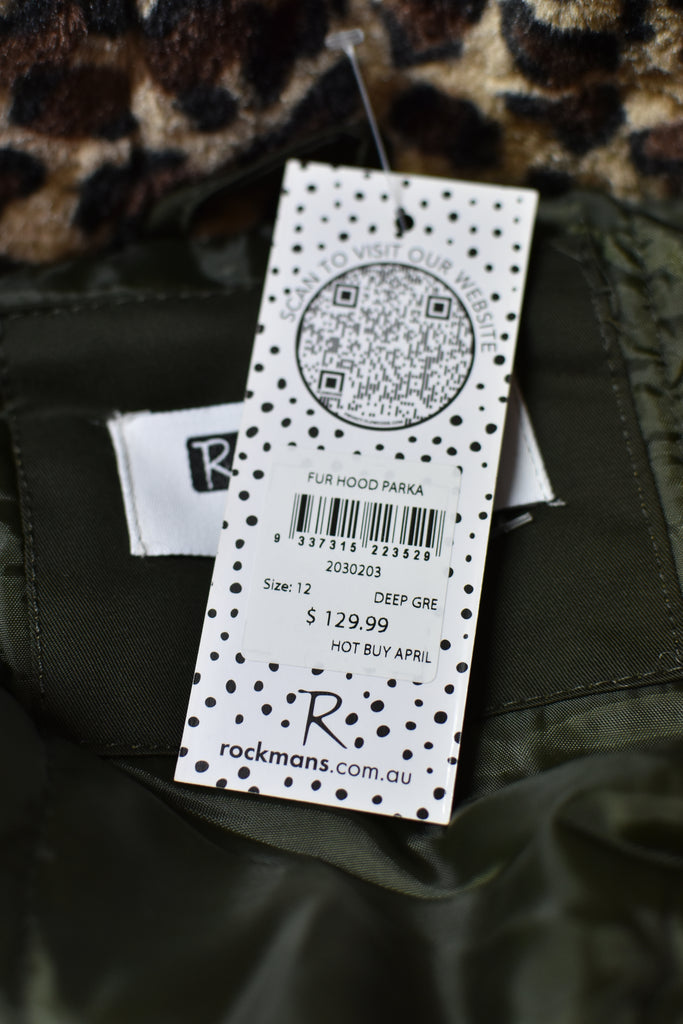 SCAN TO VISIT OUR WEBSITE
R
FUR HOOD PARKA
9 337315 223529
2030203
Size: 12
DEEP GRE
$ 129.99
HOT BUY APRIL
R
rockmans.com.au